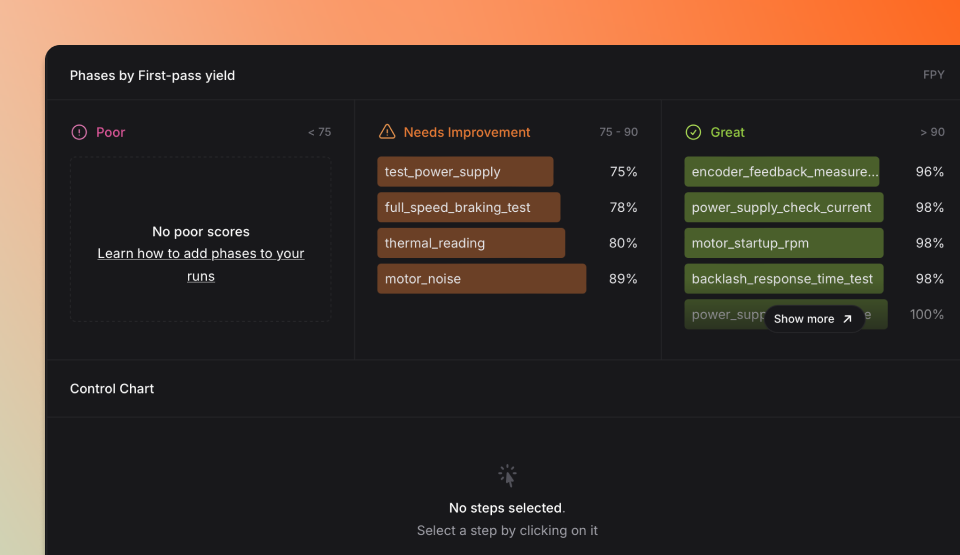 Phases by First-pass yield
FPY
Poor
< 75
No poor scores
Learn how to add phases to your
runs
Needs Improvement
75 - 90
test_power_supply 75%
full_speed_braking_test 78%
thermal_reading 80%
motor_noise 89%
Great
> 90
encoder_feedback_measure... 96%
power_supply_check_current 98%
motor_startup_rpm 98%
backlash_response_time_test 98%
100%
Show more
Control Chart
No steps selected.
Select a step by clicking on it